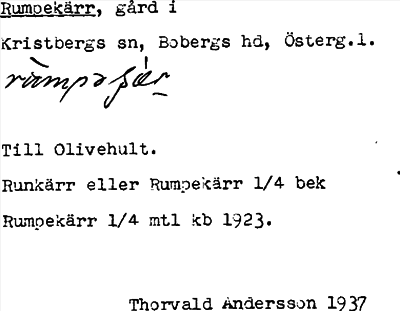 Rumpekärr, gård i
Kristbergs sn, Bobergs hd, Österg.l.
Till Olivehult.
Runkärr eller Rumpekärr 1/4 bek
Rumpekärr 1/4 mtl kb 1923.
Thorvald Andersson 1937